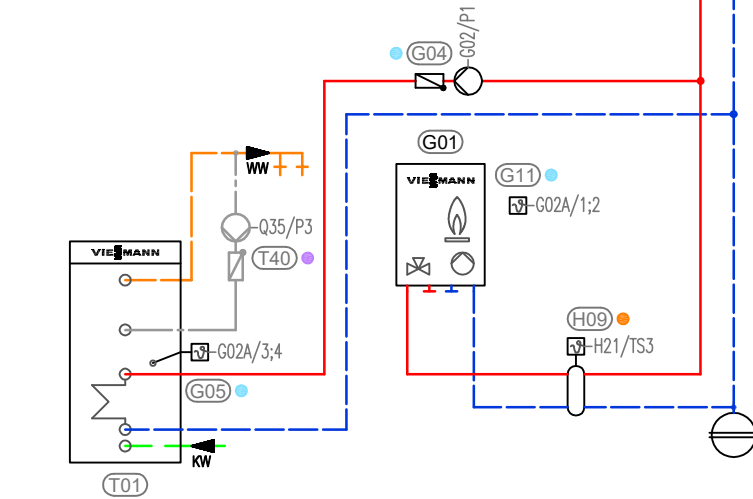 G04
G02/P1
G01
VIESMANN
G11
G02A/1;2
WW
Q35/P3
T40
VIESMANN
H09
H21/TS3
G02A/3;4
G05
KW
T01